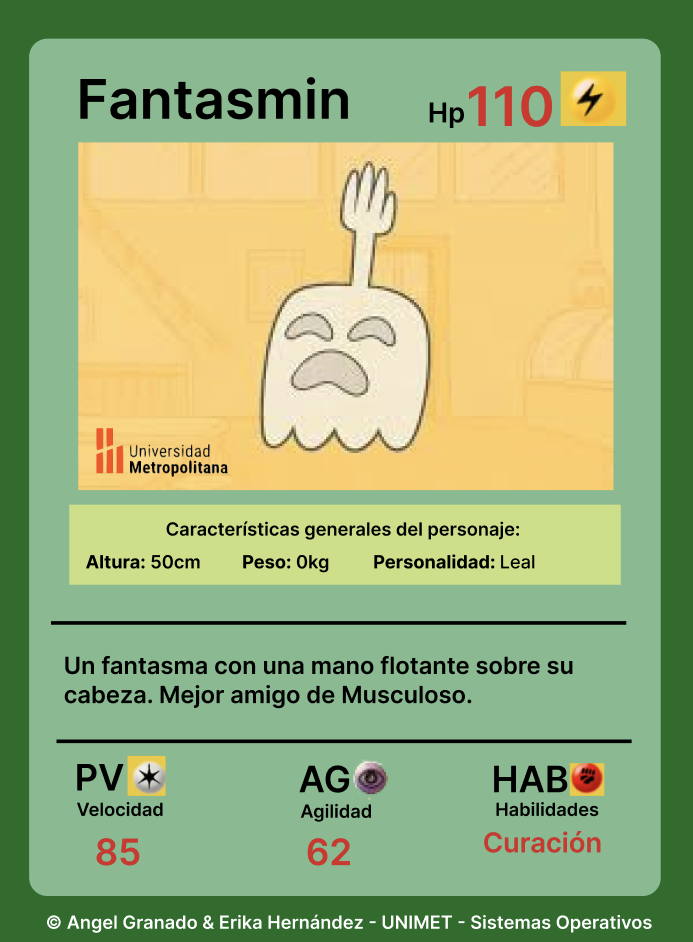 Fantasmin
Hp 110
Universidad
Metropolitana
Características generales del personaje:
Altura: 50cm Peso: 0kg Personalidad: Leal
Un fantasma con una mano flotante sobre su
cabeza. Mejor amigo de Musculoso.
PV AG HAB
Velocidad Agilidad Habilidades
85 62 Curación
© Angel Granado & Erika Hernández - UNIMET - Sistemas Operativos